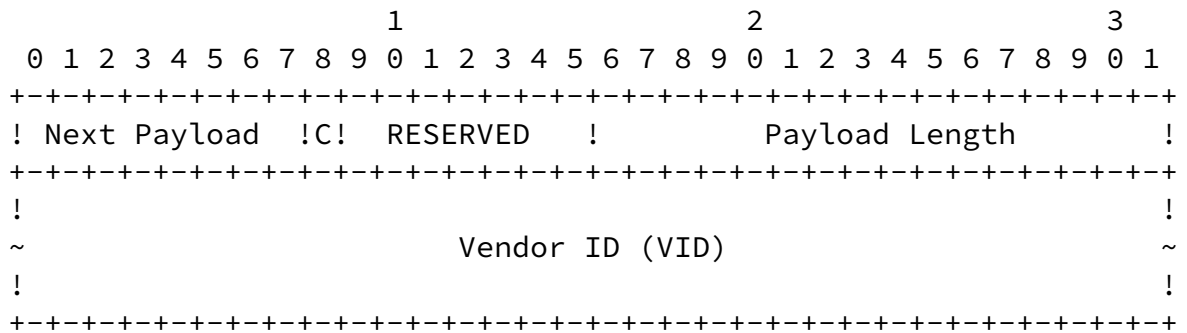 1                   2                   3
 0 1 2 3 4 5 6 7 8 9 0 1 2 3 4 5 6 7 8 9 0 1 2 3 4 5 6 7 8 9 0 1
+-+-+-+-+-+-+-+-+-+-+-+-+-+-+-+-+-+-+-+-+-+-+-+-+-+-+-+-+-+-+-+-+
! Next Payload  !C!  RESERVED   !         Payload Length        !
+-+-+-+-+-+-+-+-+-+-+-+-+-+-+-+-+-+-+-+-+-+-+-+-+-+-+-+-+-+-+-+-+
!                                                               !
~                        Vendor ID (VID)                        ~
!                                                               !
+-+-+-+-+-+-+-+-+-+-+-+-+-+-+-+-+-+-+-+-+-+-+-+-+-+-+-+-+-+-+-+-+